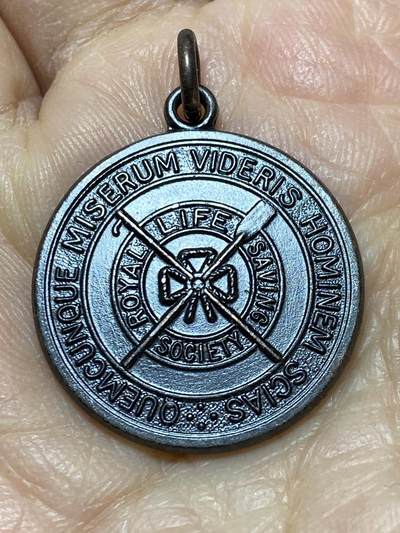 QUEMCUNQUE MISERUM VIDERIS HOMINEM SCIAS
ROYAL LIFE SAVING
SOCIETY